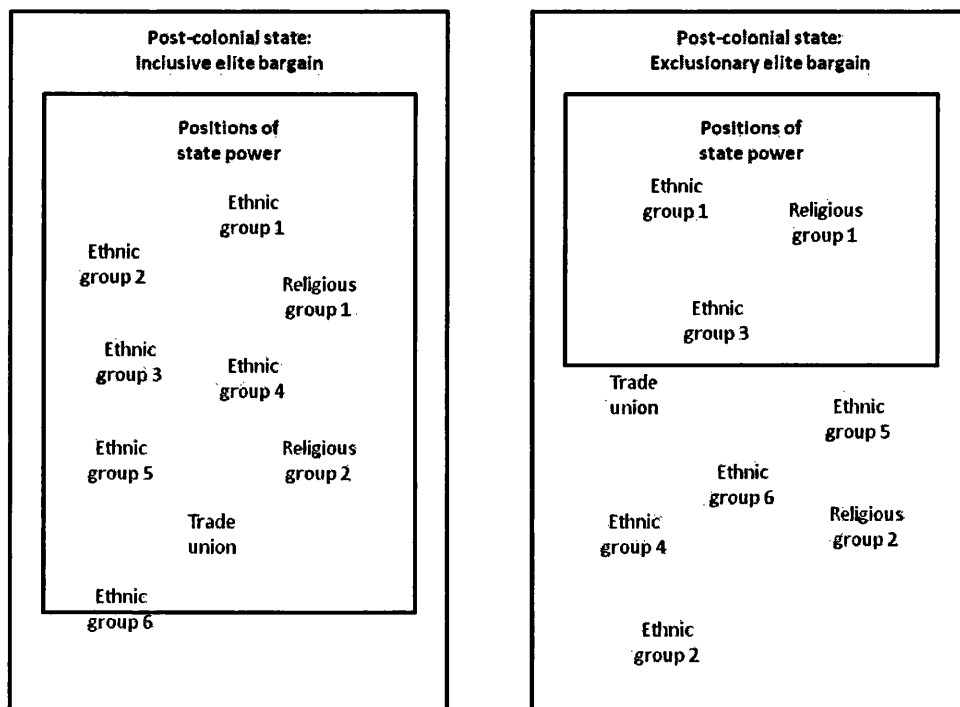 Post-colonial state:
Inclusive elite bargain
Positions of
state power
Ethnic
group 1
Ethnic
group 2
Religious
group 1
Ethnic
group 3
Ethnic
group 4
Ethnic
group 5
Religious
group 2
Trade
union
Ethnic
group 6
Post-colonial state:
Exclusionary elite bargain
Positions of
state power
Ethnic
group 1
Religious
group 1
Ethnic
group 3
Trade
union
Ethnic
group 5
Ethnic
group 6
Ethnic
group 4
Religious
group 2
Ethnic
group 2